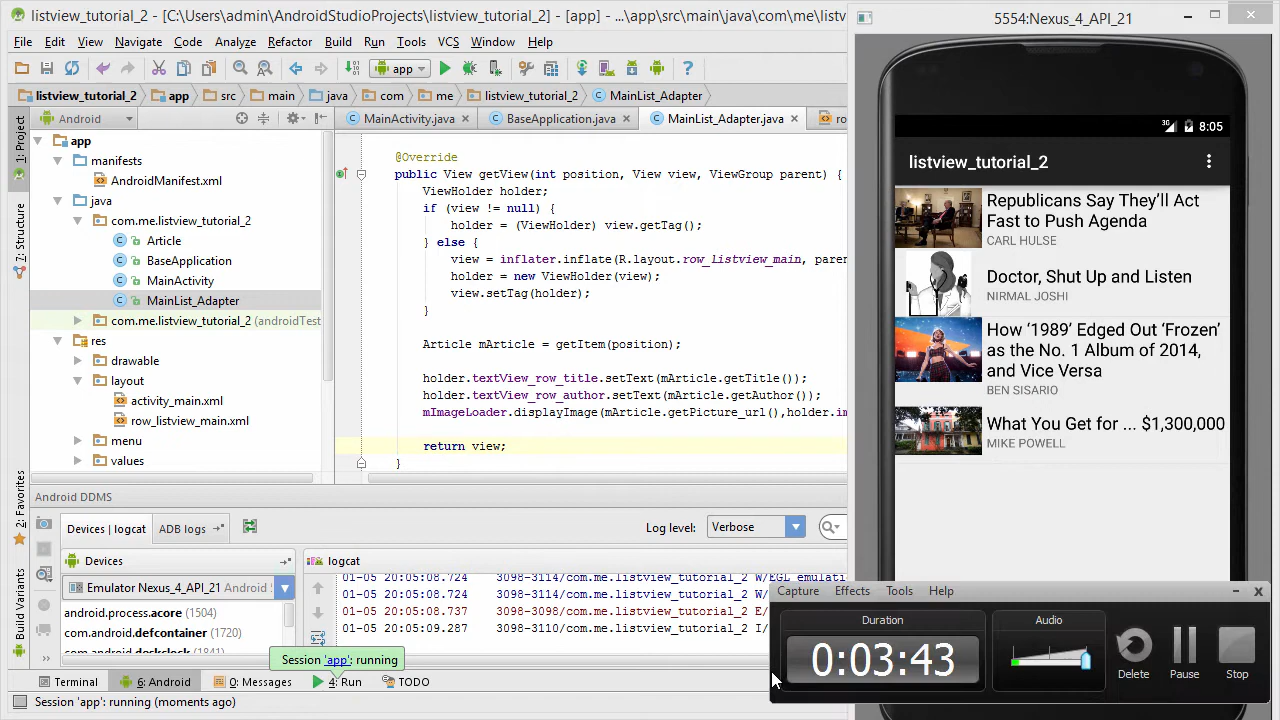 listview_tutorial_2 - [C:\Users\admin\AndroidStudioProjects\listview_tutorial_2] - [app] - ...\app\src\main\java\com\me\listv
File Edit View Navigate Code Analyze Refactor Build Run Tools VCS Window Help
app
listview_tutorial_2 app src main java com me listview_tutorial_2 MainList_Adapter
1: Project
7: Structure
2: Favorites
Build Variants
Android
MainActivity.java BaseApplication.java MainList_Adapter.java ro
app
manifests
AndroidManifest.xml
java
com.me.listview_tutorial_2
Article
BaseApplication
MainActivity
MainList_Adapter
com.me.listview_tutorial_2 (androidTest
res
drawable
layout
activity_main.xml
row_listview_main.xml
menu
values
@Override
public View getView(int position, View view, ViewGroup parent) {
ViewHolder holder;
if (view != null) {
holder = (ViewHolder) view.getTag();
} else {
view = inflater.inflate(R.layout.row_listview_main, paren
holder = new ViewHolder(view);
view.setTag(holder);
}
Article mArticle = getItem(position);
holder.textView_row_title.setText(mArticle.getTitle());
holder.textView_row_author.setText(mArticle.getAuthor());
mImageLoader.displayImage(mArticle.getPicture_url(),holder.im
return view;
}
Android DDMS
Devices | logcat ADB logs Log level: Verbose
Devices logcat
Emulator Nexus_4_API_21 Android
android.process.acore (1504)
com.android.defcontainer (1720)
com.android.deskclock (1841)
01-05 20:05:08.724 3098-3114/com.me.listview_tutorial_2 W/EGL_emulati
01-05 20:05:08.724 3098-3114/com.me.listview_tutorial_2 W/
01-05 20:05:08.737 3098-3098/com.me.listview_tutorial_2 E/
01-05 20:05:09.287 3098-3110/com.me.listview_tutorial_2 I/
Session 'app': running
Terminal 6: Android 0: Messages 4: Run TODO
Session 'app': running (moments ago)
5554:Nexus_4_API_21
3G 8:05
listview_tutorial_2
Republicans Say They'll Act
Fast to Push Agenda
CARL HULSE
Doctor, Shut Up and Listen
NIRMAL JOSHI
How ‘1989’ Edged Out ‘Frozen’
as the No. 1 Album of 2014,
and Vice Versa
BEN SISARIO
What You Get for ... $1,300,000
MIKE POWELL
Capture Effects Tools Help
Duration
0:03:43
Audio
Delete Pause Stop